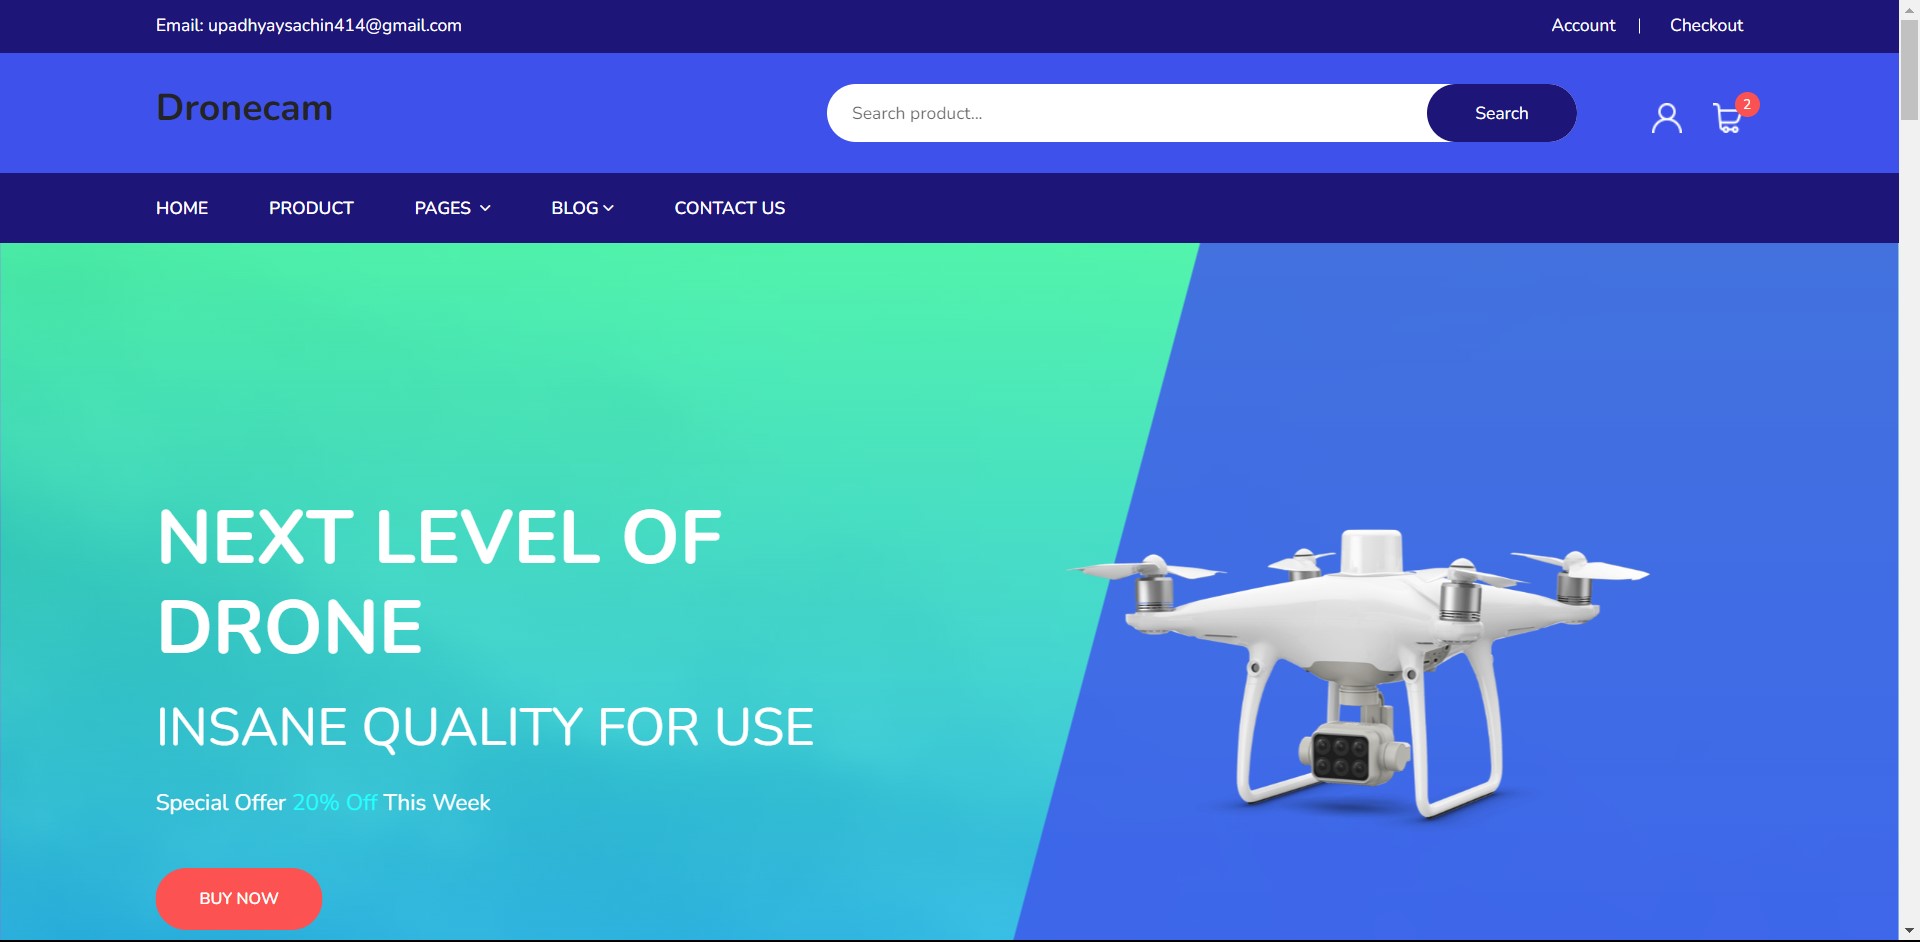 Email: upadhyaysachin414@gmail.com
Account | Checkout
Dronecam
Search product...
Search
2
HOME PRODUCT PAGES BLOG CONTACT US
NEXT LEVEL OF
DRONE
INSANE QUALITY FOR USE
Special Offer 20% Off This Week
BUY NOW